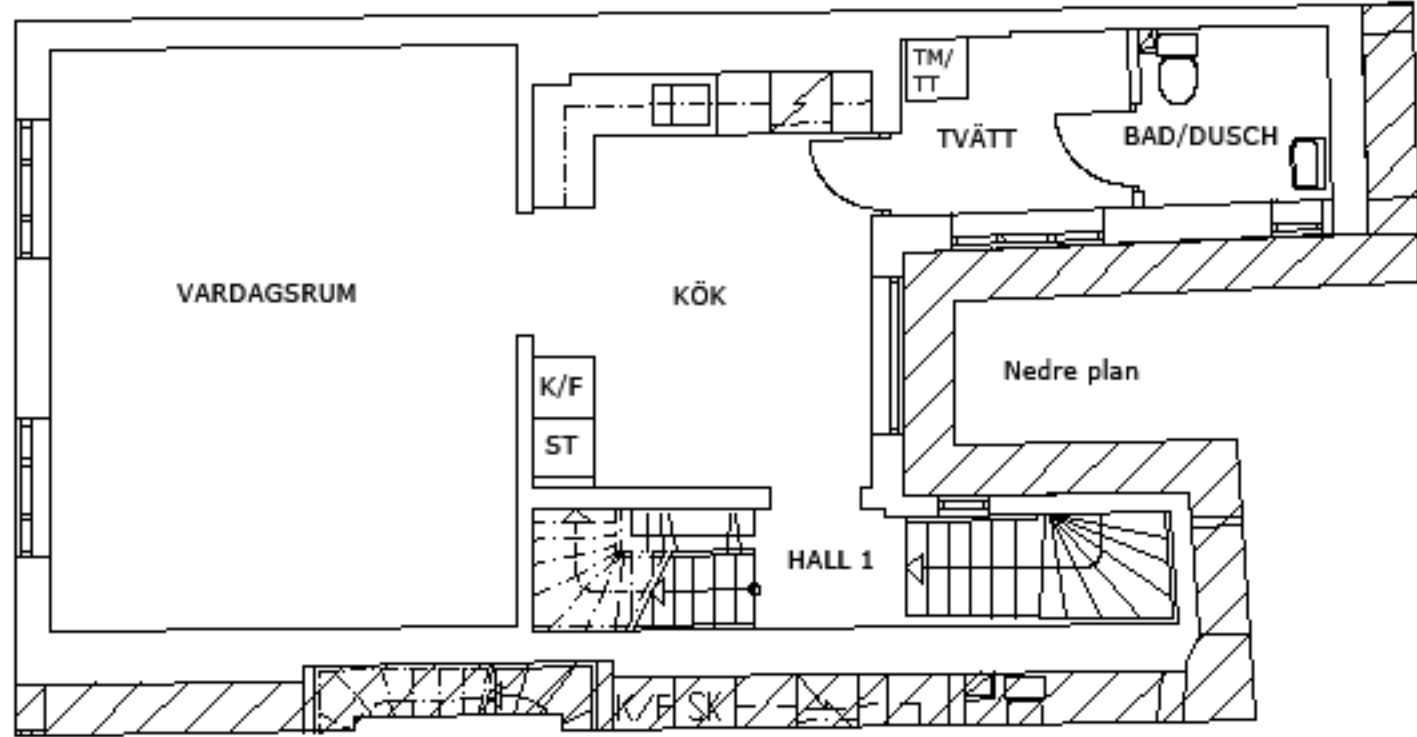 TM/
TT
TVÄTT
BAD/DUSCH
VARDAGSRUM
KÖK
Nedre plan
K/F
ST
HALL 1
K/F
SK